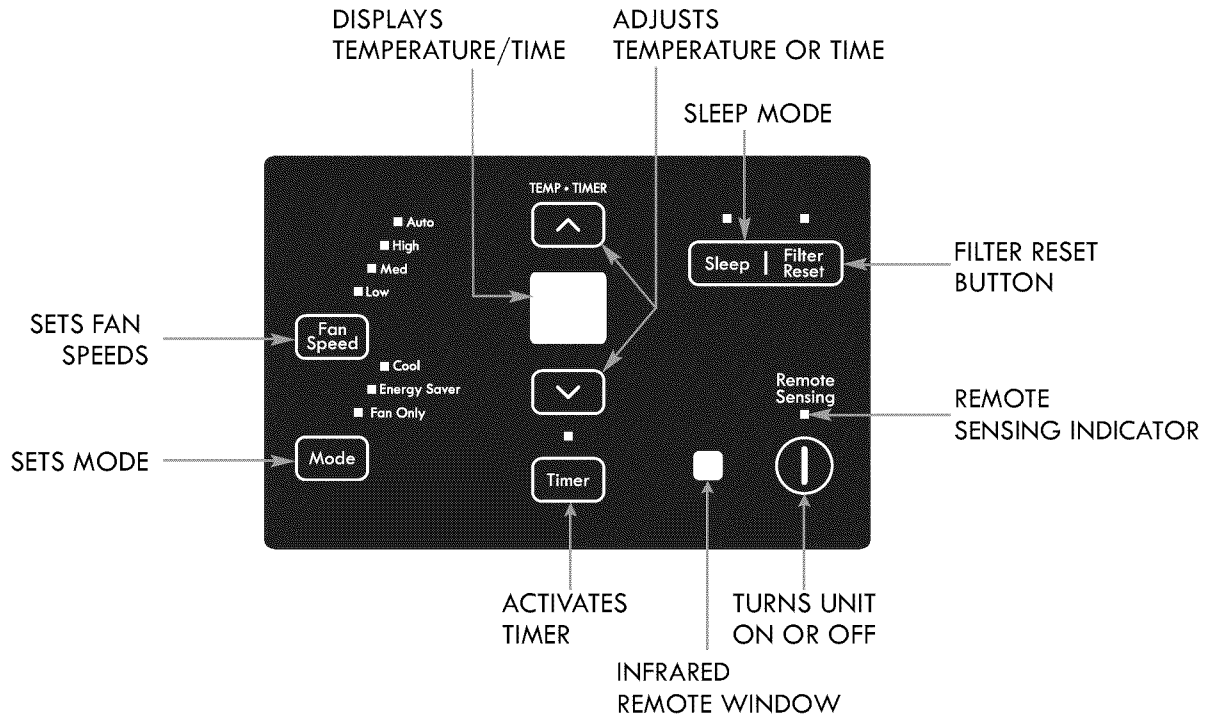 DISPLAYS
TEMPERATURE/TIME
ADJUSTS
TEMPERATURE OR TIME
SLEEP MODE
TEMP • TIMER
Auto
High
Med
Low
Sleep | Filter
Reset
FILTER RESET
BUTTON
SETS FAN
SPEEDS
Fan
Speed
Cool
Energy Saver
Fan Only
Remote
Sensing
REMOTE
SENSING INDICATOR
SETS MODE
Mode
Timer
ACTIVATES
TIMER
TURNS UNIT
ON OR OFF
INFRARED
REMOTE WINDOW